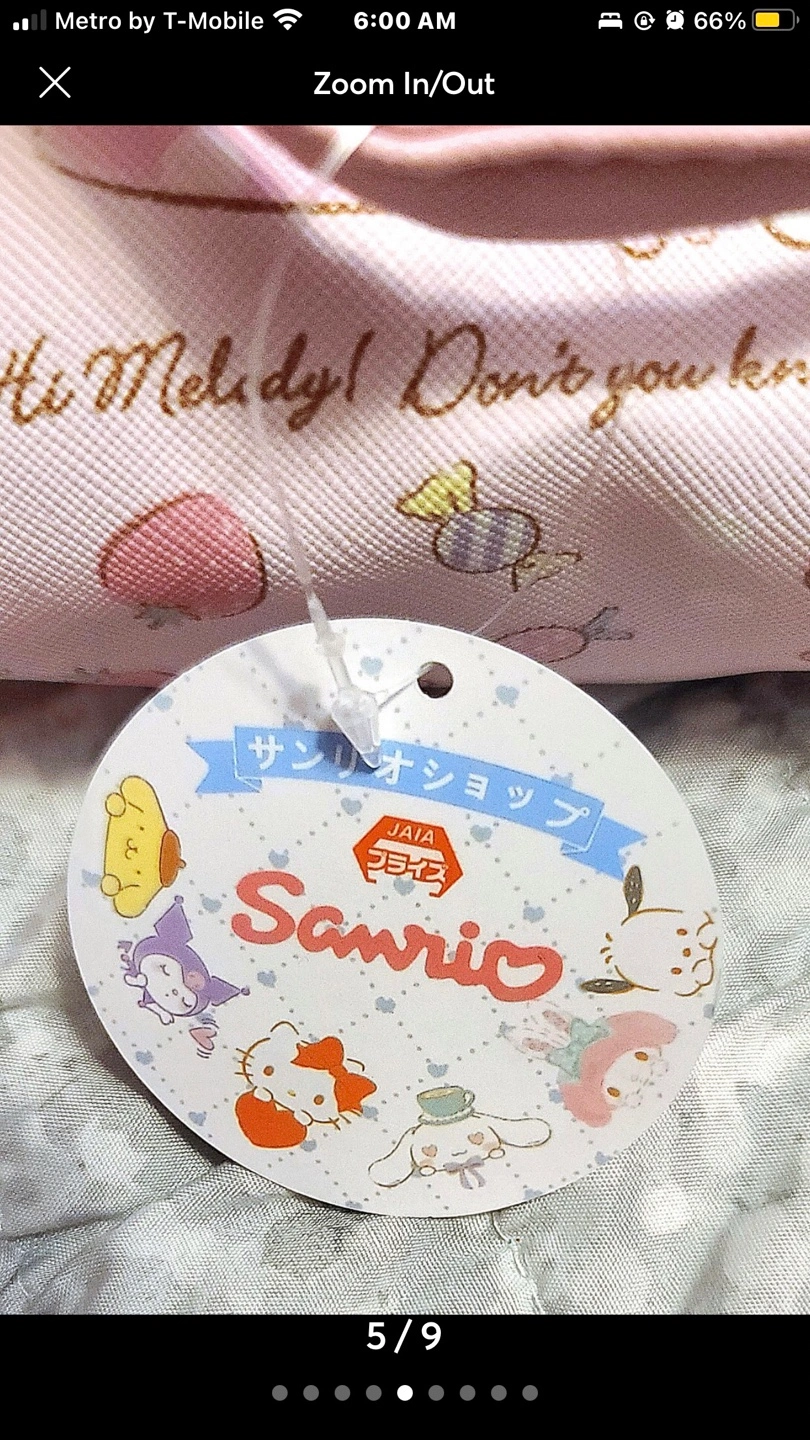 Metro by T-Mobile 6:00 AM 66%
Zoom In/Out
Hi Melody! Don't you kn
サンリオショップ
JAIA
プライズ
Sanrio
5/9